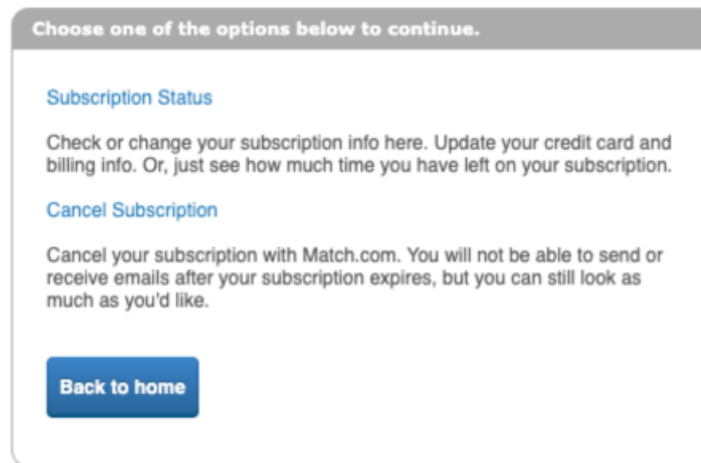 Choose one of the options below to continue.
Subscription Status
Check or change your subscription info here. Update your credit card and
billing info. Or, just see how much time you have left on your subscription.
Cancel Subscription
Cancel your subscription with Match.com. You will not be able to send or
receive emails after your subscription expires, but you can still look as
much as you'd like.
Back to home